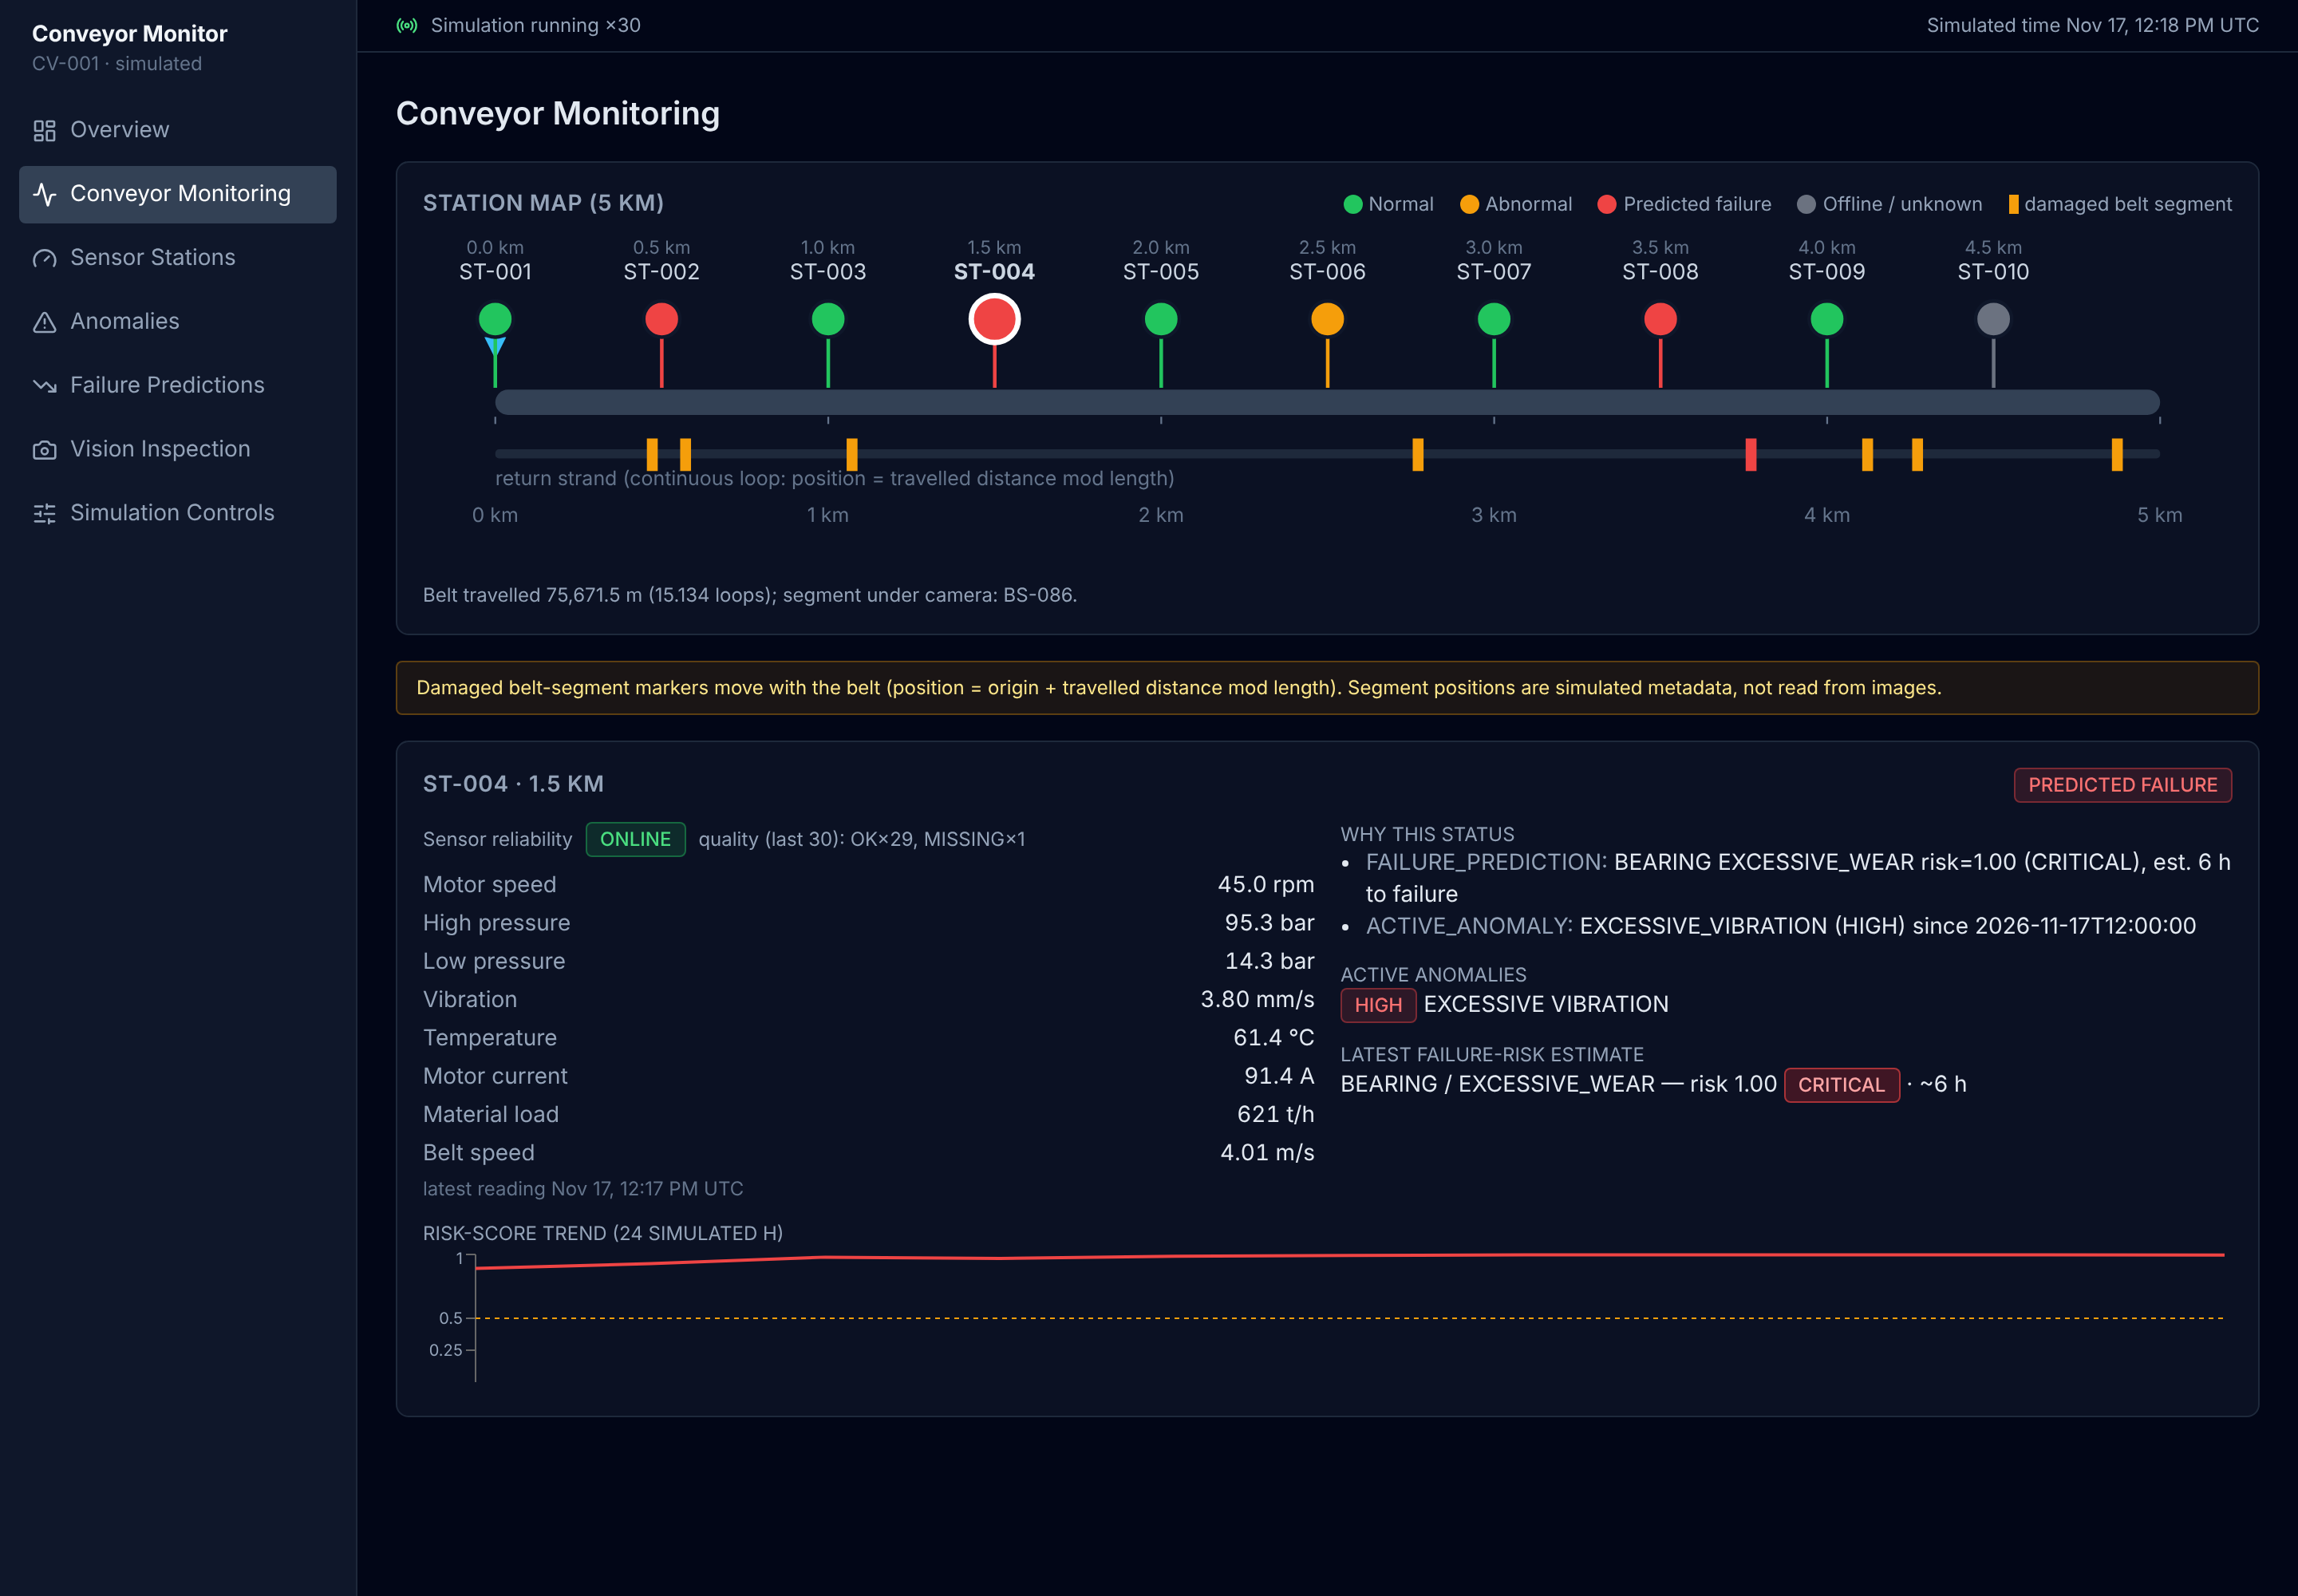 Conveyor Monitor
CV-001 · simulated
Overview
Conveyor Monitoring
Sensor Stations
Anomalies
Failure Predictions
Vision Inspection
Simulation Controls
Simulation running ×30
Simulated time Nov 17, 12:18 PM UTC
Conveyor Monitoring
STATION MAP (5 KM)
Normal Abnormal Predicted failure Offline / unknown damaged belt segment
0.0 km 0.5 km 1.0 km 1.5 km 2.0 km 2.5 km 3.0 km 3.5 km 4.0 km 4.5 km
ST-001 ST-002 ST-003 ST-004 ST-005 ST-006 ST-007 ST-008 ST-009 ST-010
return strand (continuous loop: position = travelled distance mod length)
0 km 1 km 2 km 3 km 4 km 5 km
Belt travelled 75,671.5 m (15.134 loops); segment under camera: BS-086.
Damaged belt-segment markers move with the belt (position = origin + travelled distance mod length). Segment positions are simulated metadata, not read from images.
ST-004 · 1.5 KM
PREDICTED FAILURE
Sensor reliability ONLINE quality (last 30): OK×29, MISSING×1
Motor speed 45.0 rpm
High pressure 95.3 bar
Low pressure 14.3 bar
Vibration 3.80 mm/s
Temperature 61.4 °C
Motor current 91.4 A
Material load 621 t/h
Belt speed 4.01 m/s
latest reading Nov 17, 12:17 PM UTC
WHY THIS STATUS
• FAILURE_PREDICTION: BEARING EXCESSIVE_WEAR risk=1.00 (CRITICAL), est. 6 h
to failure
• ACTIVE_ANOMALY: EXCESSIVE_VIBRATION (HIGH) since 2026-11-17T12:00:00
ACTIVE ANOMALIES
HIGH EXCESSIVE VIBRATION
LATEST FAILURE-RISK ESTIMATE
BEARING / EXCESSIVE_WEAR — risk 1.00 CRITICAL · ~6 h
RISK-SCORE TREND (24 SIMULATED H)
1
0.5
0.25